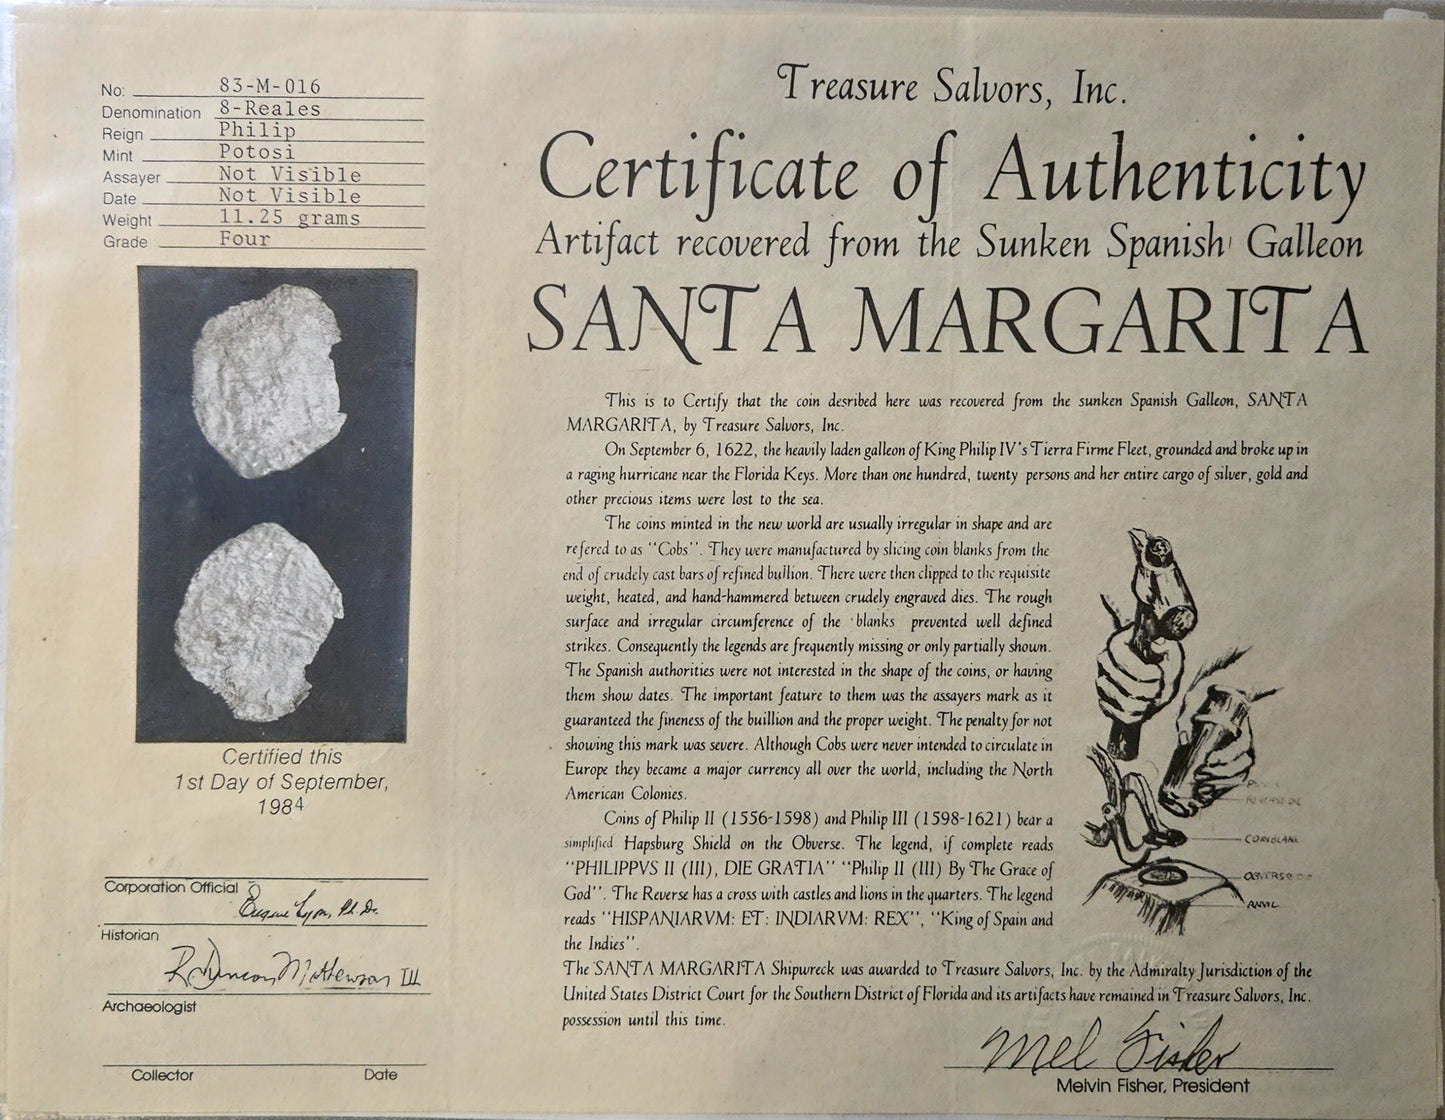 No: 83-M-016
Denomination 8-Reales
Reign Philip
Mint Potosi
Assayer Not Visible
Date Not Visible
Weight 11.25 grams
Grade Four
Certified this
1st Day of September,
1984
Corporation Official
Eugene Lyon, Ph.D.
Historian
R. Duncan Mathewson III
Archaeologist
Collector Date
Treasure Salvors, Inc.
Certificate of Authenticity
Artifact recovered from the Sunken Spanish Galleon
SANTA MARGARITA
This is to Certify that the coin desribed here was recovered from the sunken Spanish Galleon, SANTA
MARGARITA, by Treasure Salvors, Inc.
On September 6, 1622, the heavily laden galleon of King Philip IV's Tierra Firme Fleet, grounded and broke up in
a raging hurricane near the Florida Keys. More than one hundred, twenty persons and her entire cargo of silver, gold and
other precious items were lost to the sea.
The coins minted in the new world are usually irregular in shape and are
refered to as "Cobs". They were manufactured by slicing coin blanks from the
end of crudely cast bars of refined bullion. There were then clipped to the requisite
weight, heated, and hand-hammered between crudely engraved dies. The rough
surface and irregular circumference of the blanks prevented well defined
strikes. Consequently the legends are frequently missing or only partially shown.
The Spanish authorities were not interested in the shape of the coins, or having
them show dates. The important feature to them was the assayers mark as it
guaranteed the fineness of the buillion and the proper weight. The penalty for not
showing this mark was severe. Although Cobs were never intended to circulate in
Europe they became a major currency all over the world, including the North
American Colonies.
Coins of Philip II (1556-1598) and Philip III (1598-1621) bear a
simplified Hapsburg Shield on the Obverse. The legend, if complete reads
"PHILIPPVS II (III), DIE GRATIA" "Philip II (III) By The Grace of
God". The Reverse has a cross with castles and lions in the quarters. The legend
reads "HISPANIARVM: ET: INDIARVM: REX", "King of Spain and
the Indies".
The SANTA MARGARITA Shipwreck was awarded to Treasure Salvors, Inc. by the Admiralty Jurisdiction of the
United States District Court for the Southern District of Florida and its artifacts have remained in Treasure Salvors, Inc.
possession until this time.
REVERSE DIE
COIN BLANK
OBVERSE DIE
ANVIL
Mel Fisher
Melvin Fisher, President